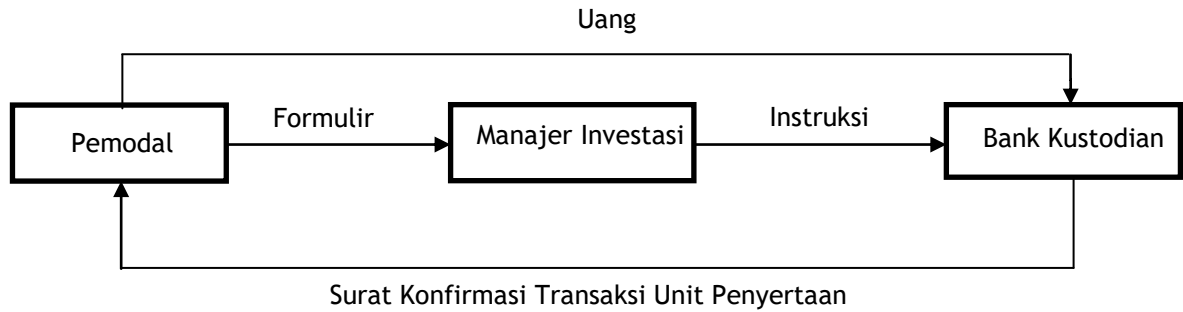 Uang
Formulir
Instruksi
Pemodal
Manajer Investasi
Bank Kustodian
Surat Konfirmasi Transaksi Unit Penyertaan